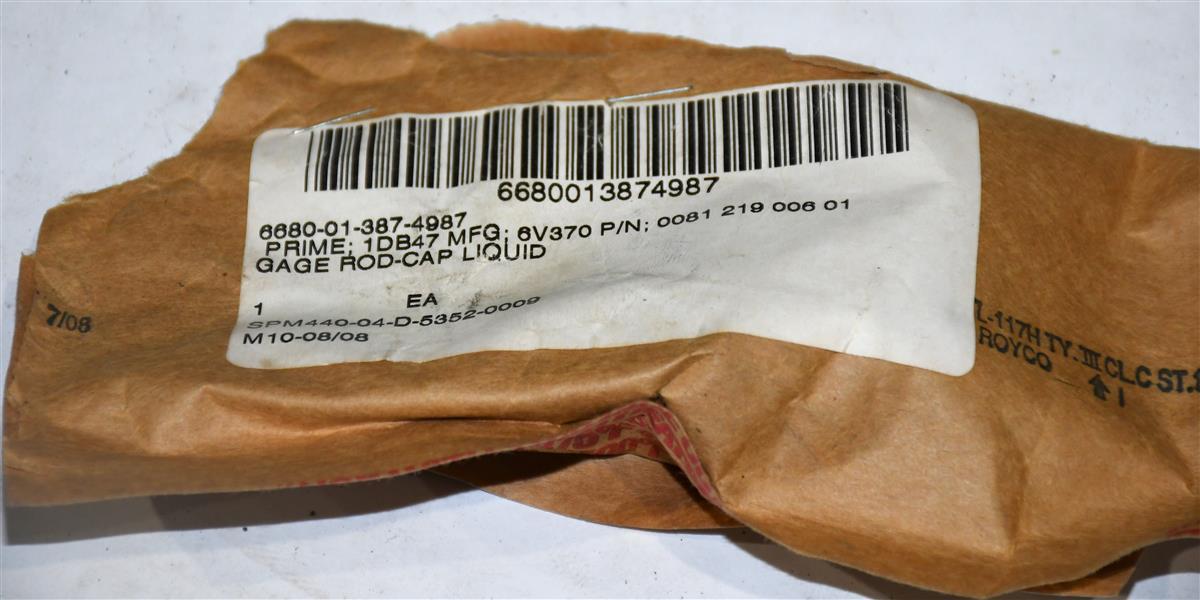 6680013874987
6680-01-387-4987
PRIME; 1DB47 MFG; 6V370 P/N; 0081 219 006 01
GAGE ROD-CAP LIQUID
1 EA
SPM440-04-D-5352-0009
M10-08/08
7/08
L-117H TY.III CL.C ST.
ROYCO